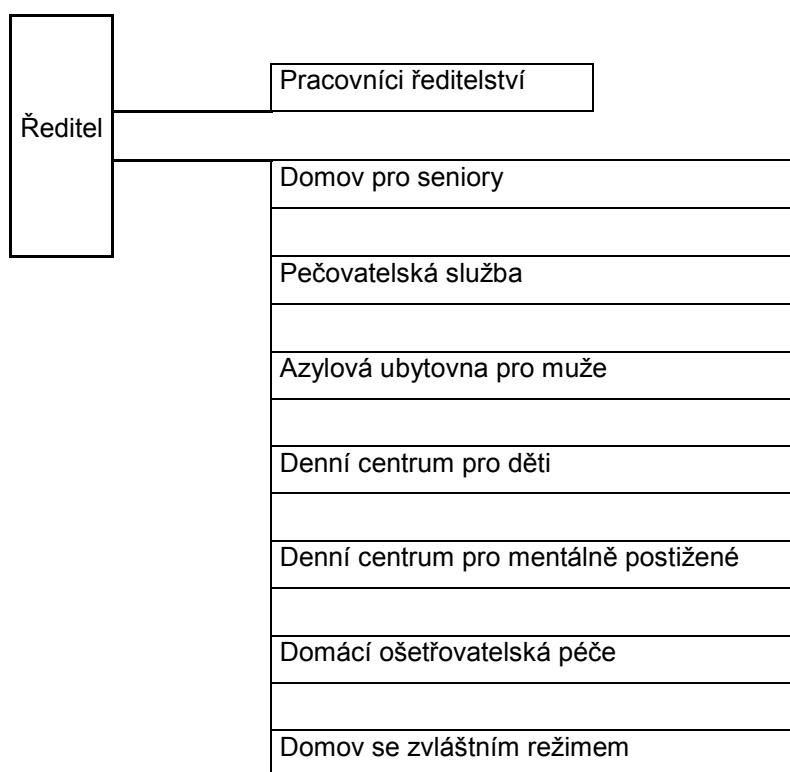 Pracovníci ředitelství
Ředitel
Domov pro seniory
Pečovatelská služba
Azylová ubytovna pro muže
Denní centrum pro děti
Denní centrum pro mentálně postižené
Domácí ošetřovatelská péče
Domov se zvláštním režimem